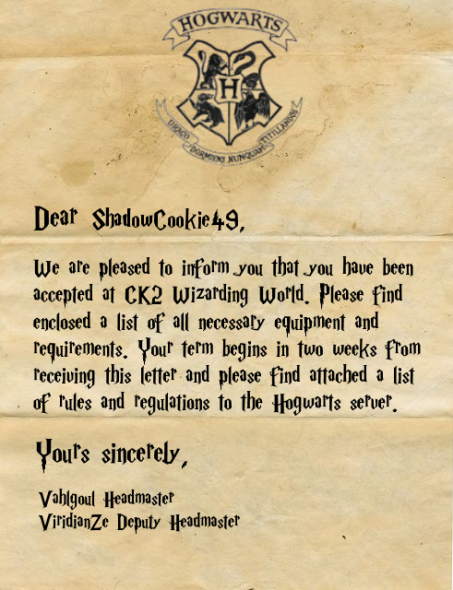 HOGWARTS
H
DRACO DORMIENS NUNQUAM TITILLANDUS
Dear ShadowCookie49,
We are pleased to inform you that you have been
accepted at CK2 Wizarding World. Please find
enclosed a list of all necessary equipment and
requirements. Your term begins in two weeks from
receiving this letter and please find attached a list
of rules and regulations to the Hogwarts server.
Yours sincerely,
Vahlgoul Headmaster
ViridianZe Deputy Headmaster